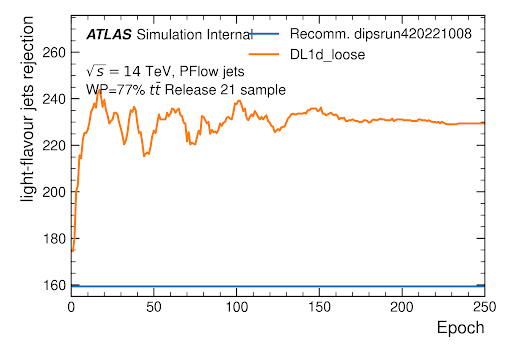 ATLAS Simulation Internal
Recomm. dipsrun420221008
DL1d_loose
√s = 14 TeV, PFlow jets
WP=77% tt̄ Release 21 sample
light-flavour jets rejection
260
240
220
200
180
160
0 50 100 150 200 250
Epoch